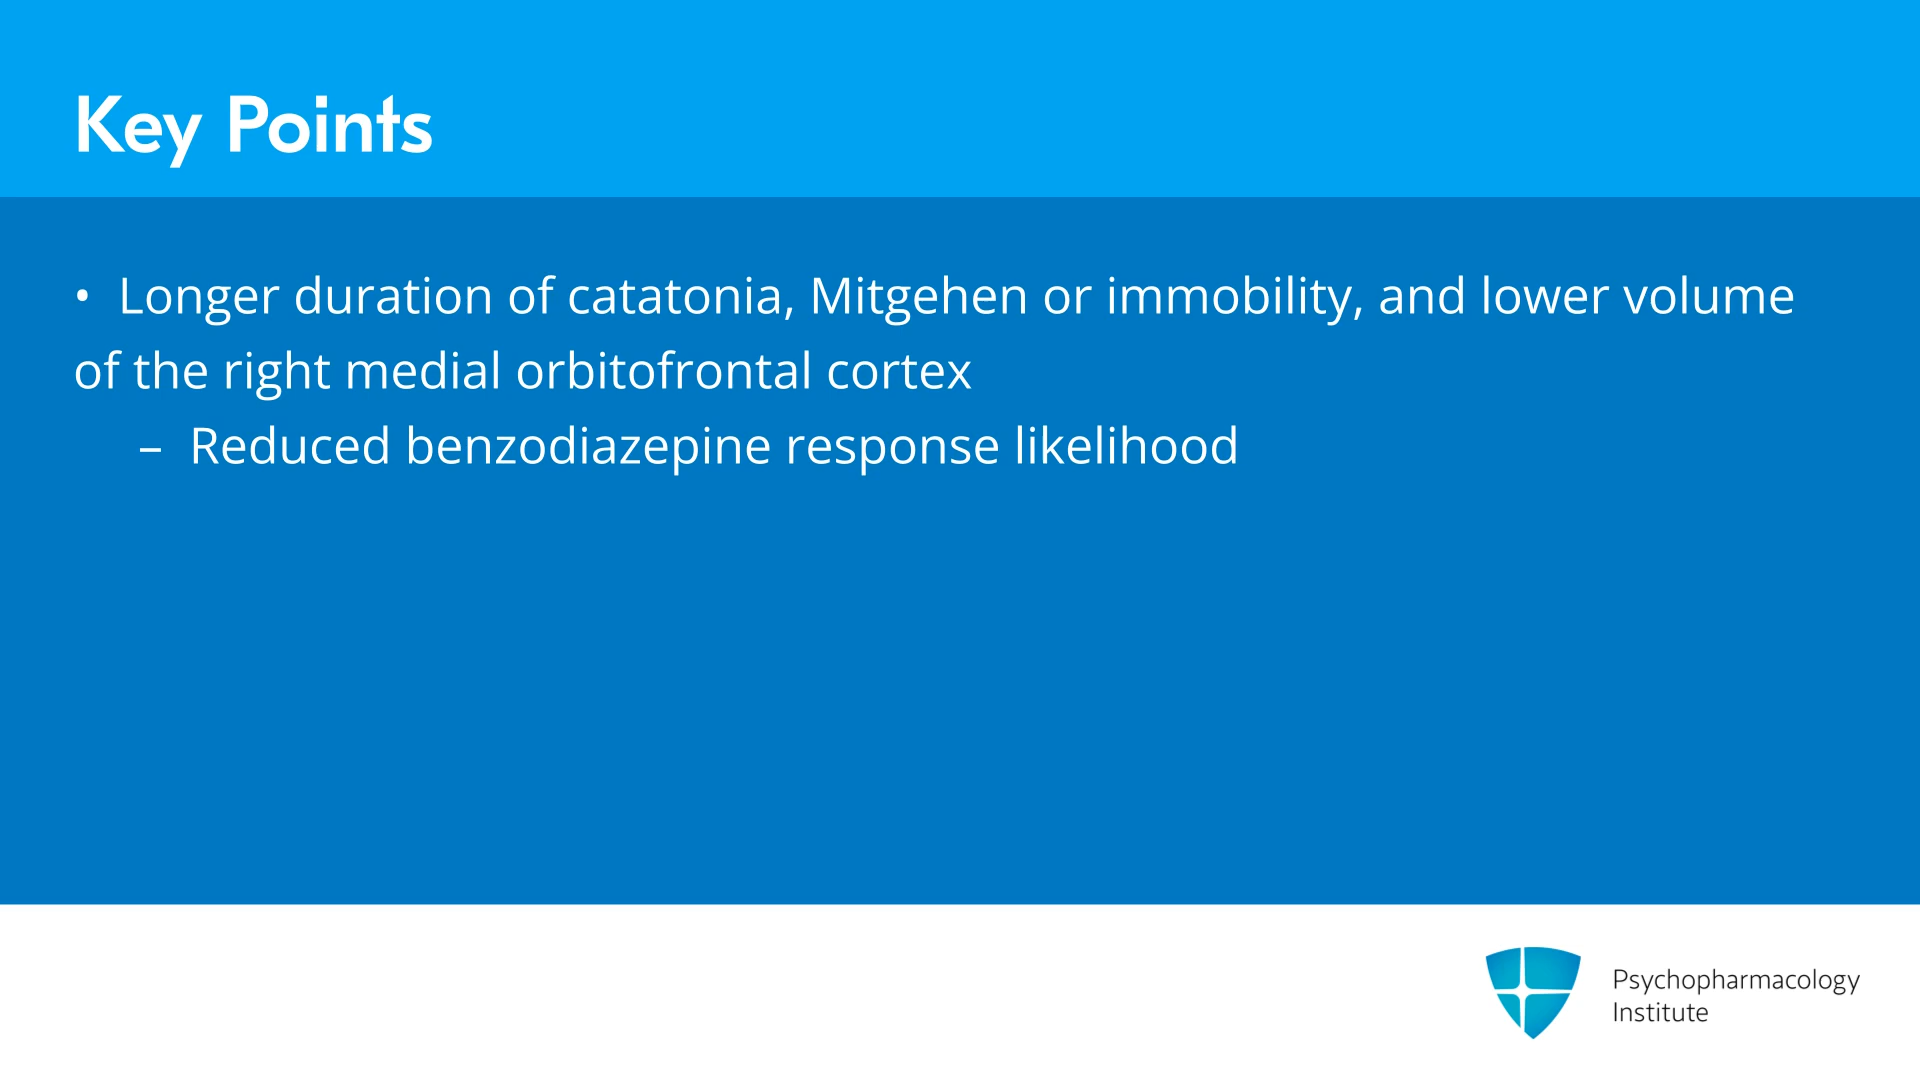 Key Points
• Longer duration of catatonia, Mitgehen or immobility, and lower volume
of the right medial orbitofrontal cortex
– Reduced benzodiazepine response likelihood
Psychopharmacology
Institute